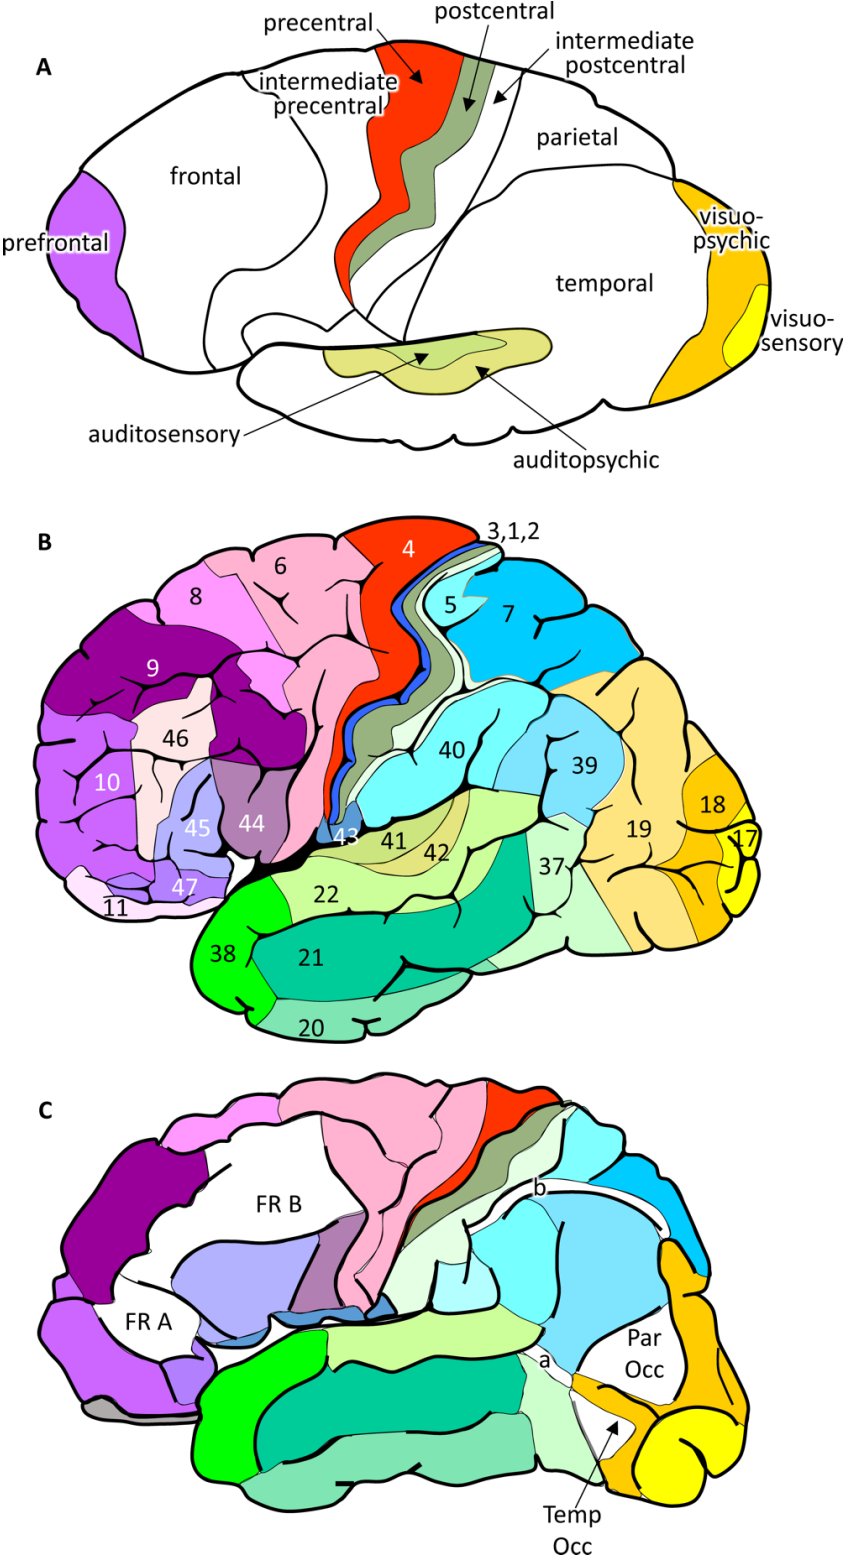 A
precentral
postcentral
intermediate
postcentral
intermediate
precentral
parietal
frontal
prefrontal
visuo-
psychic
temporal
visuo-
sensory
auditosensory
auditopsychic
B
3,1,2
4
6
8
5
7
9
46
40
39
10
18
45
44
43
41
42
19
17
47
22
37
11
38
21
20
C
b
FR B
FR A
Par
Occ
a
Temp
Occ